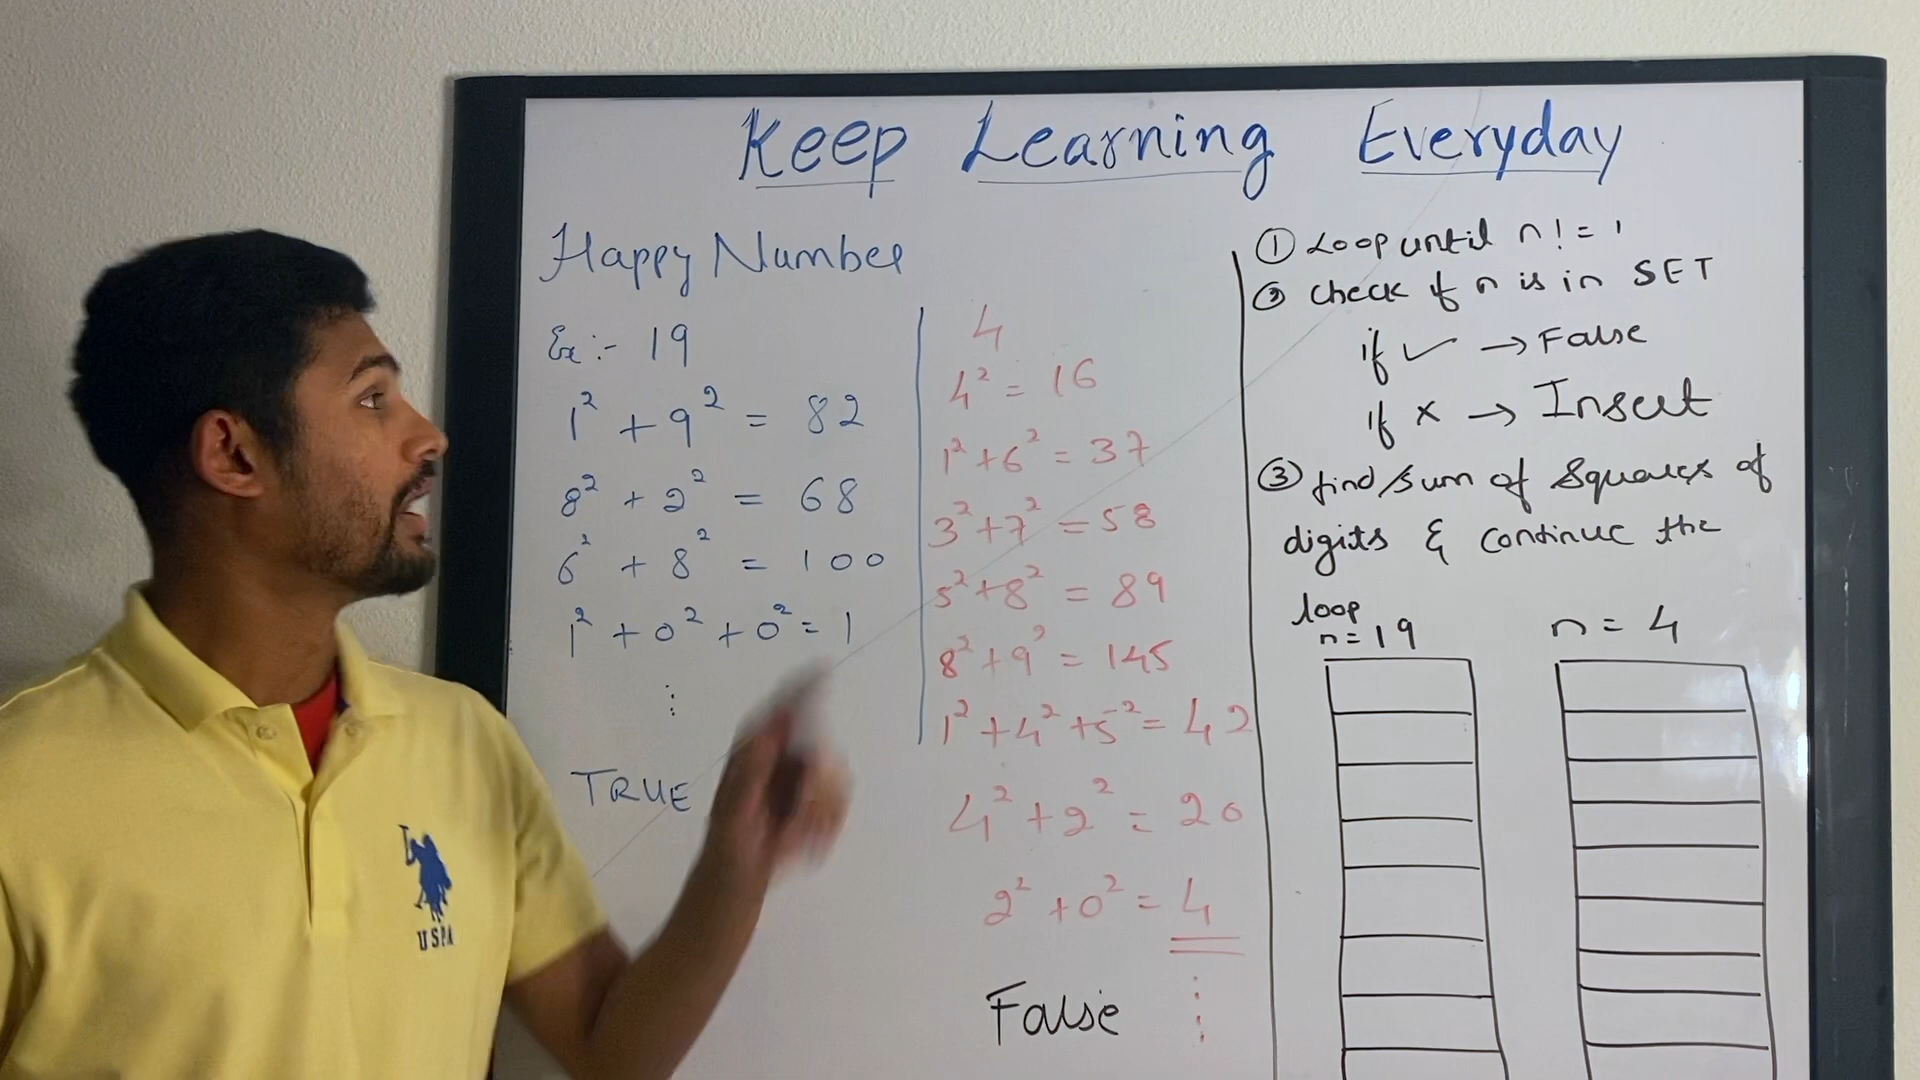 Keep Learning Everyday
Happy Number
Ex :- 19
1² + 9² = 82
8² + 2² = 68
6² + 8² = 100
1² + 0² + 0² = 1
⋮
TRUE
4
4² = 16
1² + 6² = 37
3² + 7² = 58
5² + 8² = 89
8² + 9² = 145
1² + 4² + 5² = 42
4² + 2² = 20
2² + 0² = 4
⋮
False
① Loop until n != 1
② check if n is in SET
if ✓ → False
if × → Insert
③ find/sum of squares of
digits & continue the
loop
n = 19
n = 4
USPA